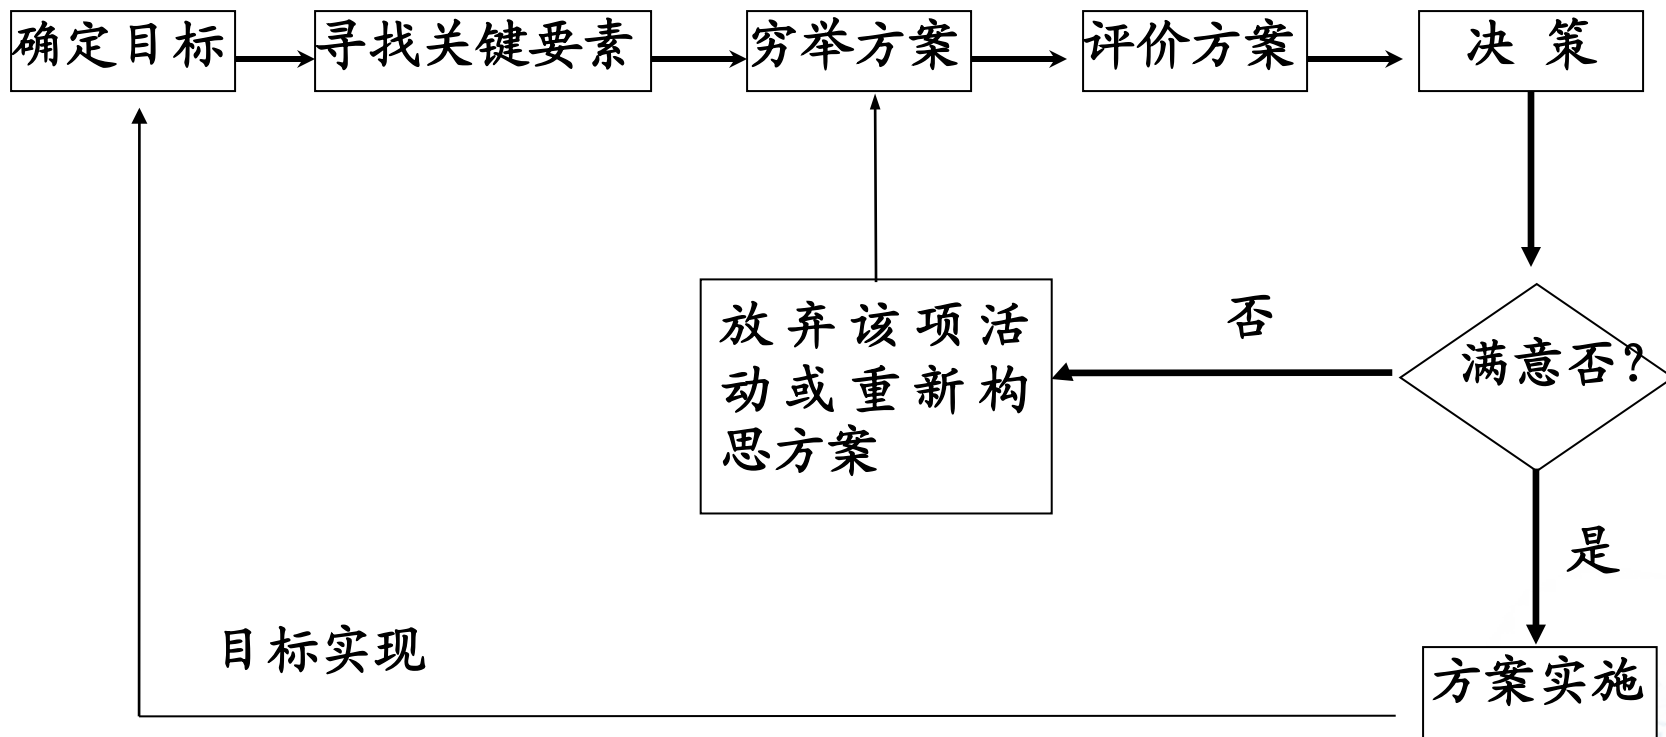 确定目标
寻找关键要素
穷举方案
评价方案
决 策
放弃该项活
动或重新构
思方案
否
满意否?
是
目标实现
方案实施